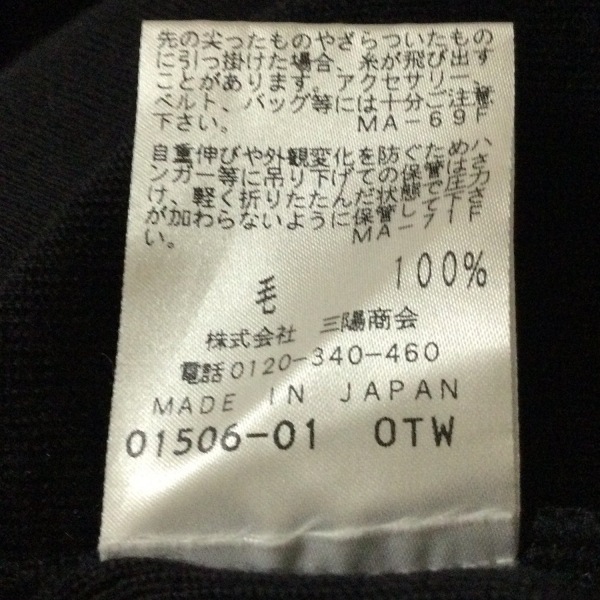 先の尖ったものやざらついたもの
に引っ掛けた場合、糸が飛び出す
ことがあります。アクセサリー、
ベルト、バッグ等には十分ご注意
下さい。 MA-69F
自重伸びや外観変化を防ぐためハ
ンガー等に吊り下げての保管は
け、軽く折りたたんだ状態で圧力
が加わらないように保管して下さ
い。 MA-71F
毛 100%
株式会社 三陽商会
電話0120-340-460
MADE IN JAPAN
01506-01 OTW